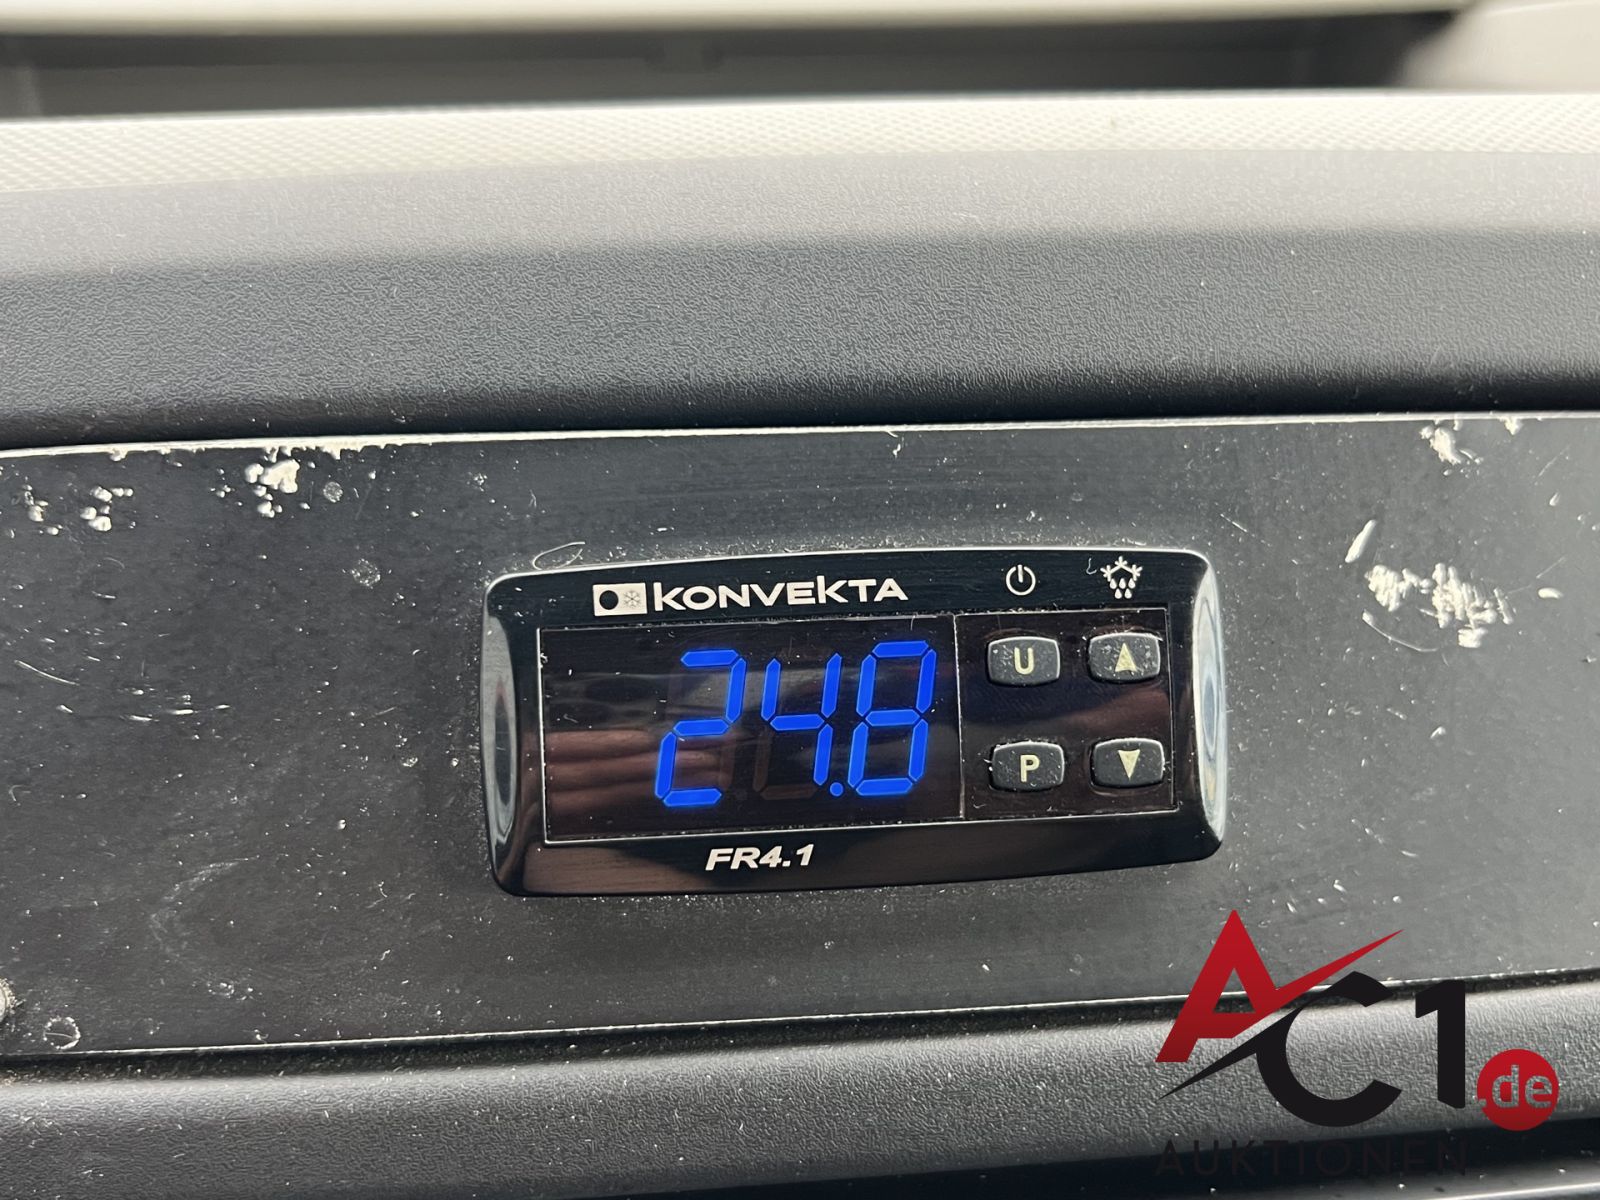 KONVEKTA
24.8
U
P
FR4.1
AC1.de
AUKTIONEN